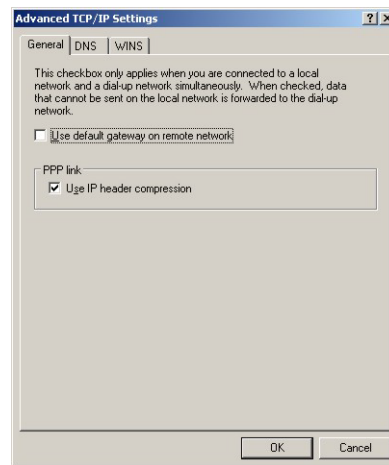 Advanced TCP/IP Settings
General DNS WINS
This checkbox only applies when you are connected to a local
network and a dial-up network simultaneously. When checked, data
that cannot be sent on the local network is forwarded to the dial-up
network.
Use default gateway on remote network
PPP link
Use IP header compression
OK Cancel